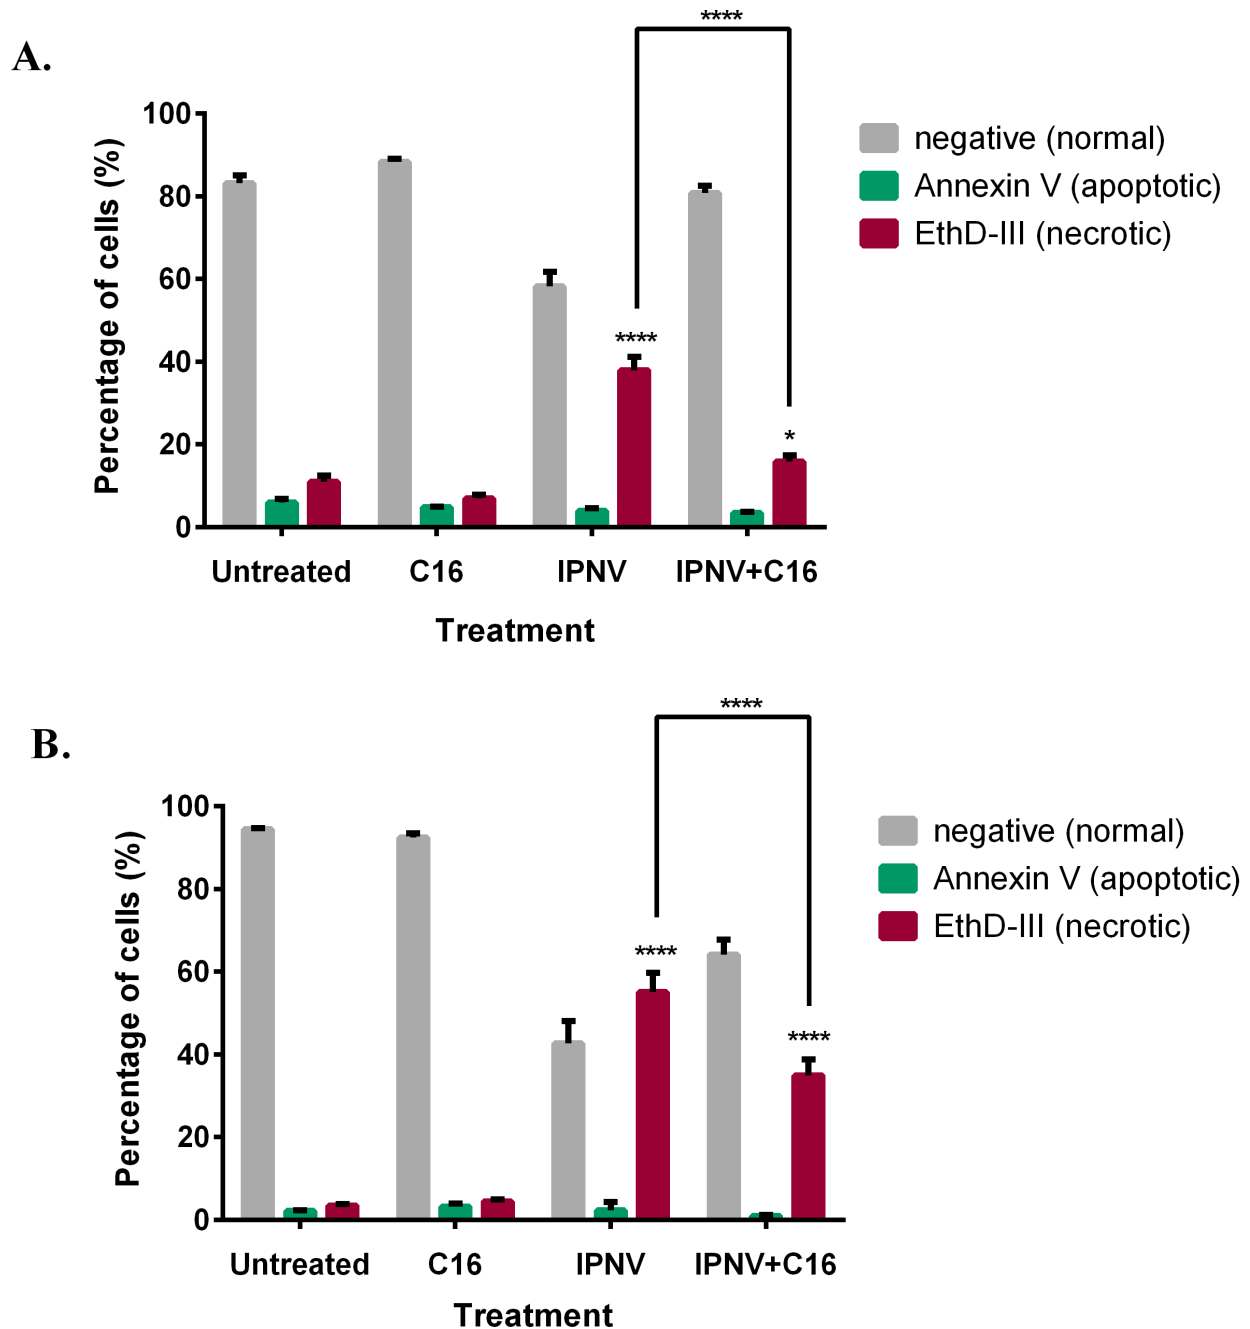 A.
****
100
80
60
40
20
0
Percentage of cells (%)
****
*
negative (normal)
Annexin V (apoptotic)
EthD-III (necrotic)
Untreated C16 IPNV IPNV+C16
Treatment
B.
****
100
80
60
40
20
0
Percentage of cells (%)
****
****
negative (normal)
Annexin V (apoptotic)
EthD-III (necrotic)
Untreated C16 IPNV IPNV+C16
Treatment